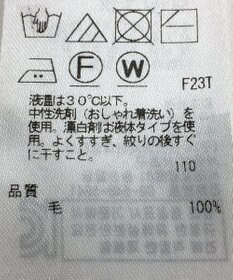 F
W
F23T
液温は30℃以下。
中性洗剤(おしゃれ着洗い)を
使用。漂白剤は液体タイプを使
用。よくすすぎ、絞りの後すぐ
に干すこと。
110
品質
毛 100%